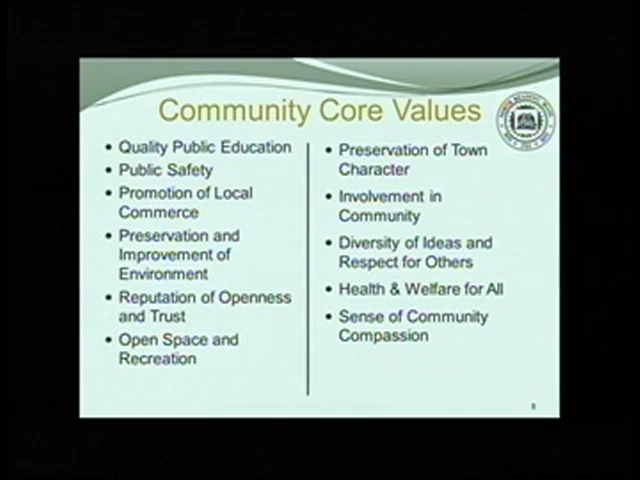 Community Core Values
• Quality Public Education
• Public Safety
• Promotion of Local
Commerce
• Preservation and
Improvement of
Environment
• Reputation of Openness
and Trust
• Open Space and
Recreation
• Preservation of Town
Character
• Involvement in
Community
• Diversity of Ideas and
Respect for Others
• Health & Welfare for All
• Sense of Community
Compassion